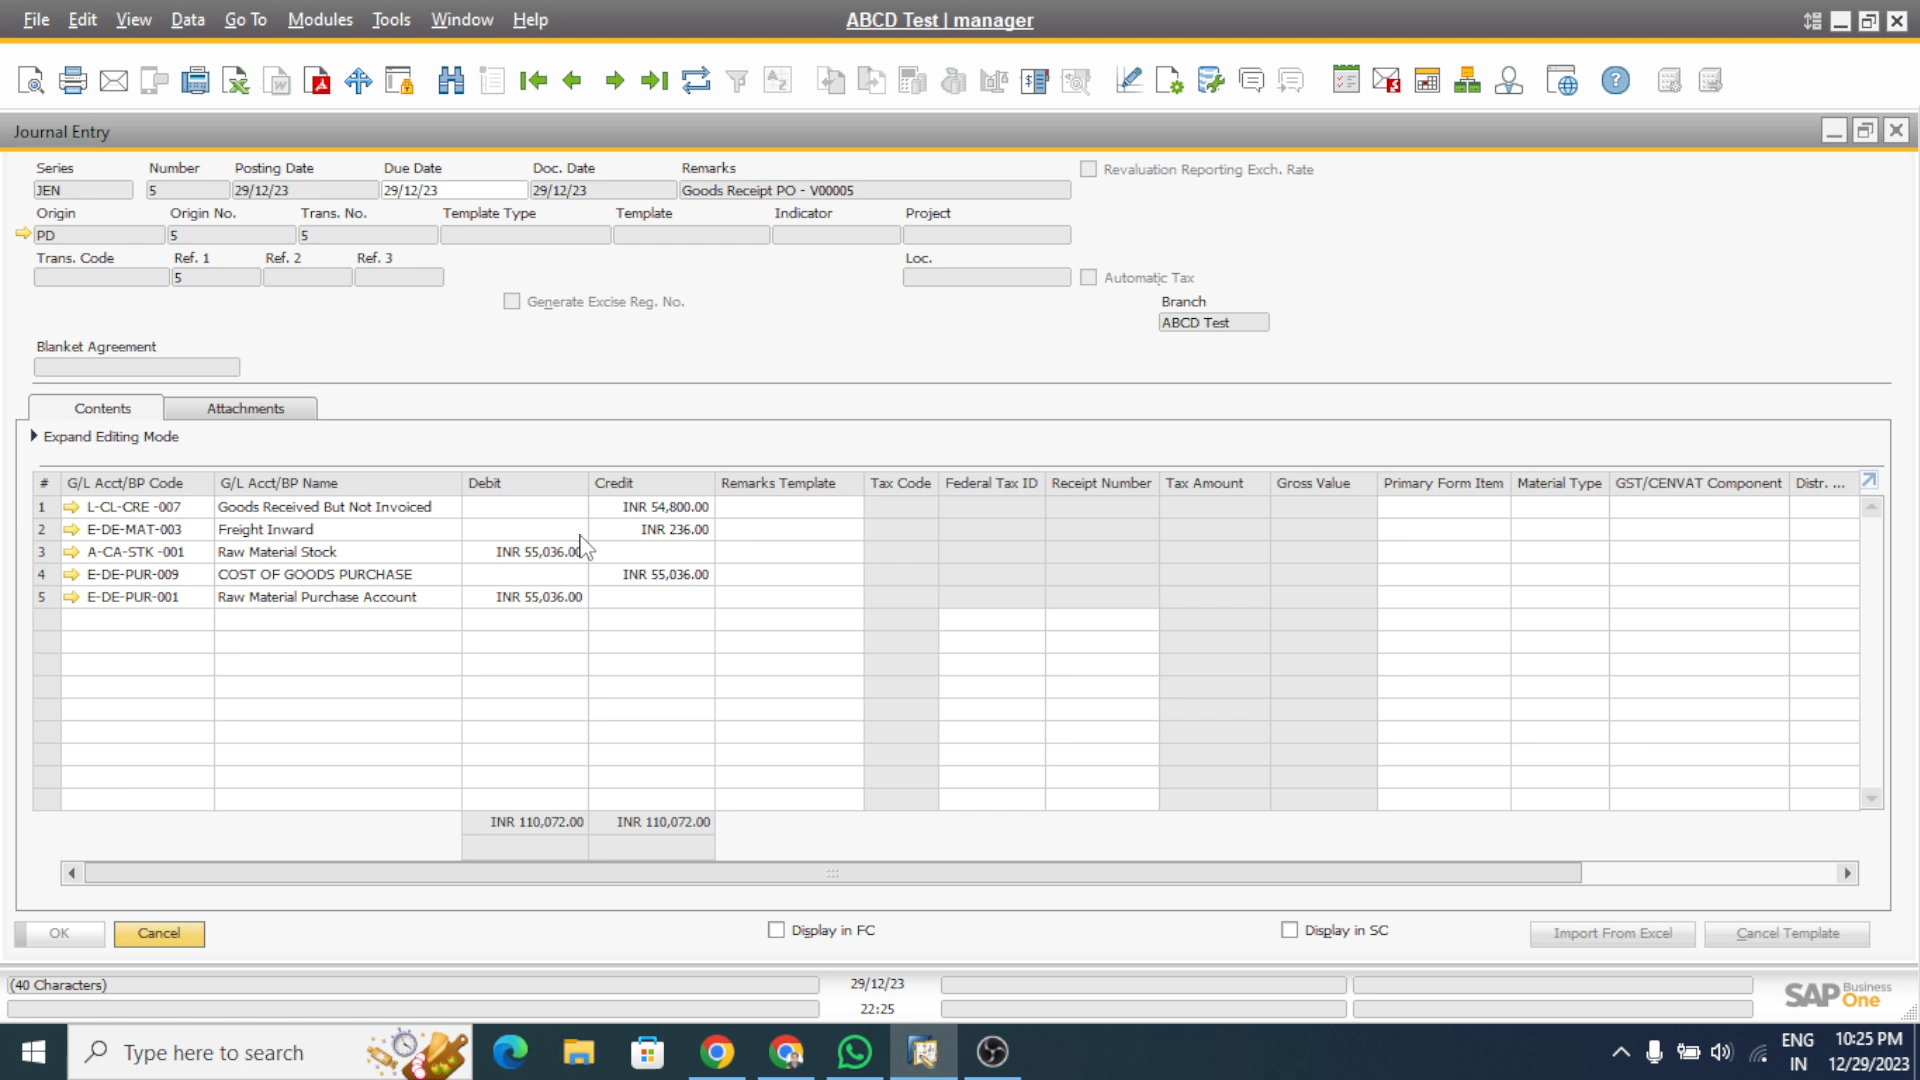 File Edit View Data Go To Modules Tools Window Help ABCD Test | manager
Journal Entry
Series Number Posting Date Due Date Doc. Date Remarks Revaluation Reporting Exch. Rate
JEN 5 29/12/23 29/12/23 29/12/23 Goods Receipt PO - V00005
Origin Origin No. Trans. No. Template Type Template Indicator Project
PD 5 5
Trans. Code Ref. 1 Ref. 2 Ref. 3 Loc.
5 Automatic Tax
Generate Excise Reg. No. Branch
ABCD Test
Blanket Agreement
Contents Attachments
Expand Editing Mode
# G/L Acct/BP Code G/L Acct/BP Name Debit Credit Remarks Template Tax Code Federal Tax ID Receipt Number Tax Amount Gross Value Primary Form Item Material Type GST/CENVAT Component Distr. ...
1 L-CL-CRE -007 Goods Received But Not Invoiced INR 54,800.00
2 E-DE-MAT-003 Freight Inward INR 236.00
3 A-CA-STK -001 Raw Material Stock INR 55,036.00
4 E-DE-PUR-009 COST OF GOODS PURCHASE INR 55,036.00
5 E-DE-PUR-001 Raw Material Purchase Account INR 55,036.00
INR 110,072.00 INR 110,072.00
OK Cancel Display in FC Display in SC Import From Excel Cancel Template
(40 Characters) 29/12/23
22:25
SAP Business One
Type here to search ENG 10:25 PM
IN 12/29/2023